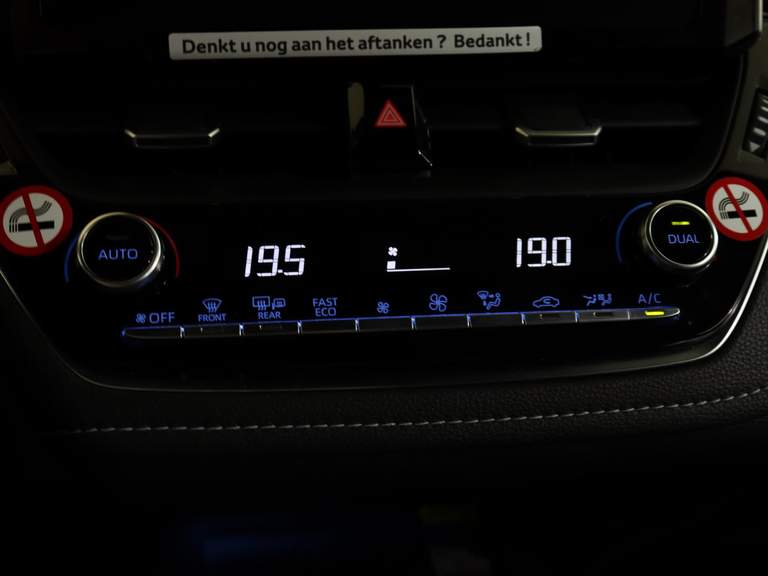 Denkt u nog aan het aftanken ? Bedankt !
AUTO
19.5
19.0
DUAL
OFF
FRONT
REAR
FAST
ECO
A/C